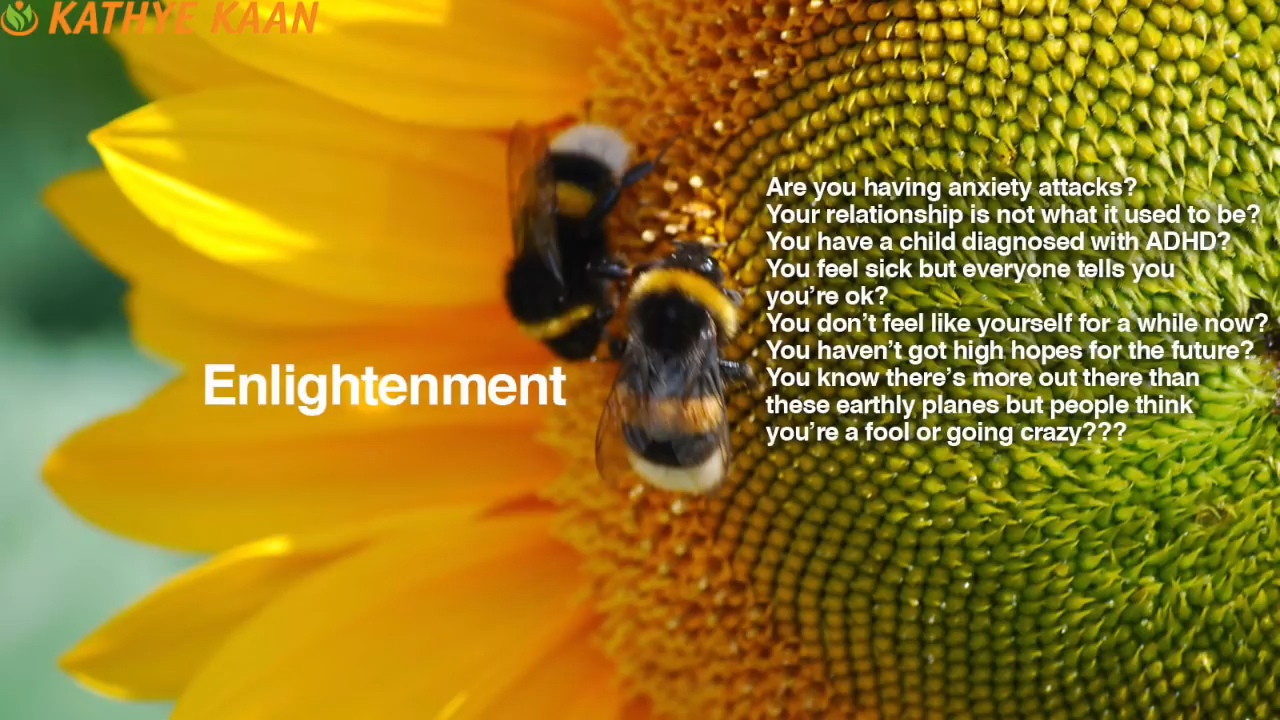 KATHYE KAAN
Are you having anxiety attacks?
Your relationship is not what it used to be?
You have a child diagnosed with ADHD?
You feel sick but everyone tells you
you’re ok?
You don’t feel like yourself for a while now?
You haven’t got high hopes for the future?
You know there’s more out there than
these earthly planes but people think
you’re a fool or going crazy???
Enlightenment